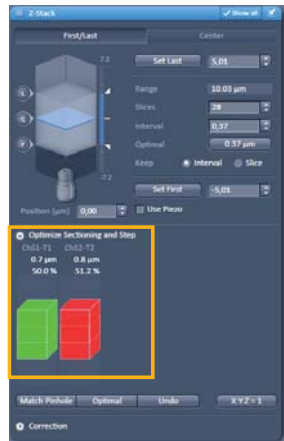 Z-Stack Show all
First/Last Center
7.2
Set Last 5,01
Range 10.03 µm
Slices 28
Interval 0,37
Optimal 0.37 µm
Keep Interval Slice
-7.2
Set First -5,01
Position [µm] 0,00 Use Piezo
Optimize Sectioning and Step
ChS1-T1 ChS2-T2
0.7 µm 0.8 µm
50.0 % 51.2 %
Match Pinhole Optimal Undo X:Y:Z = 1
Correction